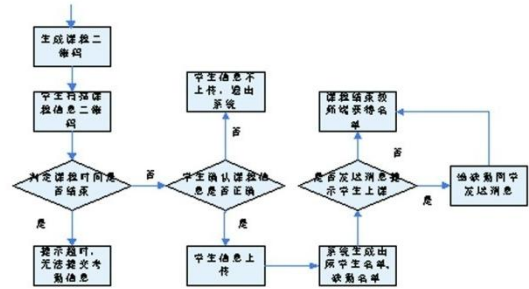 生成课程二
维码
学生扫描课
程信息二维
码
判定课程时间是
否结束
是
否
提示超时，
无法提交考
勤信息
学生信息不
上传，退出
系统
否
学生确认课程信
息是否正确
是
学生信息上
传
课程结束教
师端获得名
单
否
是否发送消息提
示学生上课
是
系统生成出
席学生名单、
缺勤名单
给缺勤同学
发送消息